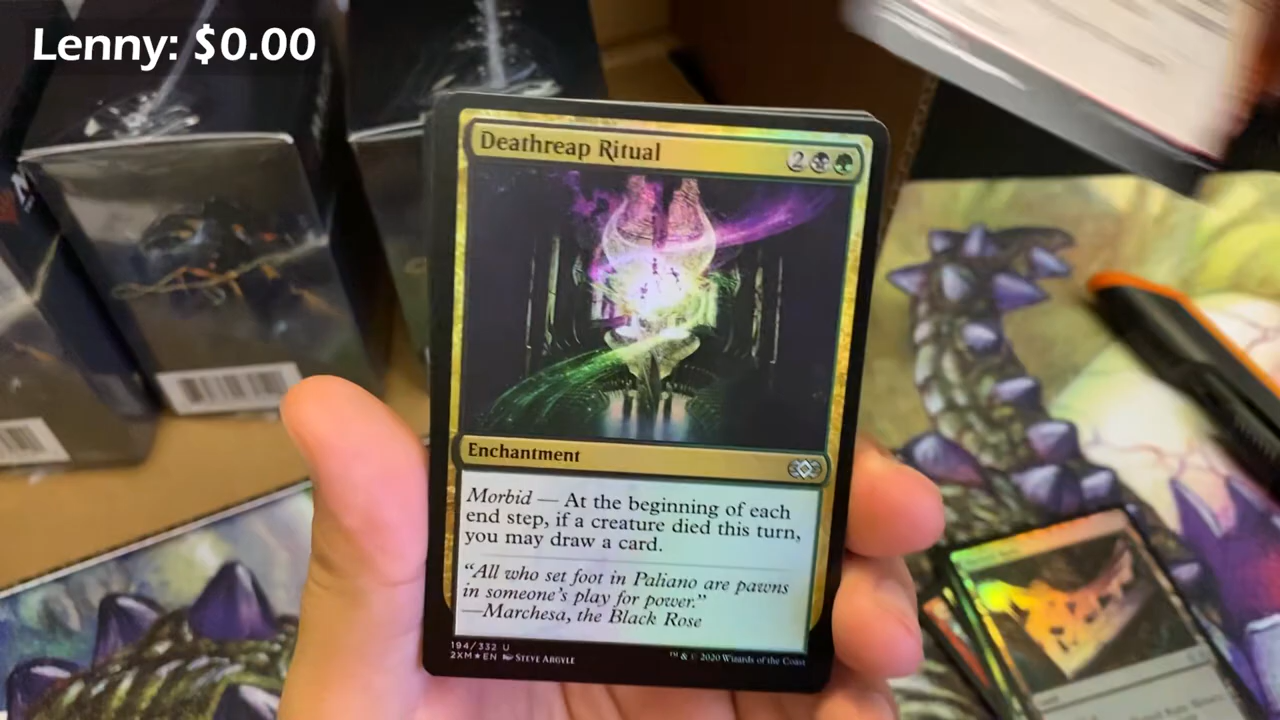 Lenny: $0.00
Deathreap Ritual
2
Enchantment
Morbid — At the beginning of each
end step, if a creature died this turn,
you may draw a card.
“All who set foot in Paliano are pawns
in someone’s play for power.”
—Marchesa, the Black Rose
194/332 U
2XM★EN Steve Argyle
™ & © 2020 Wizards of the Coast